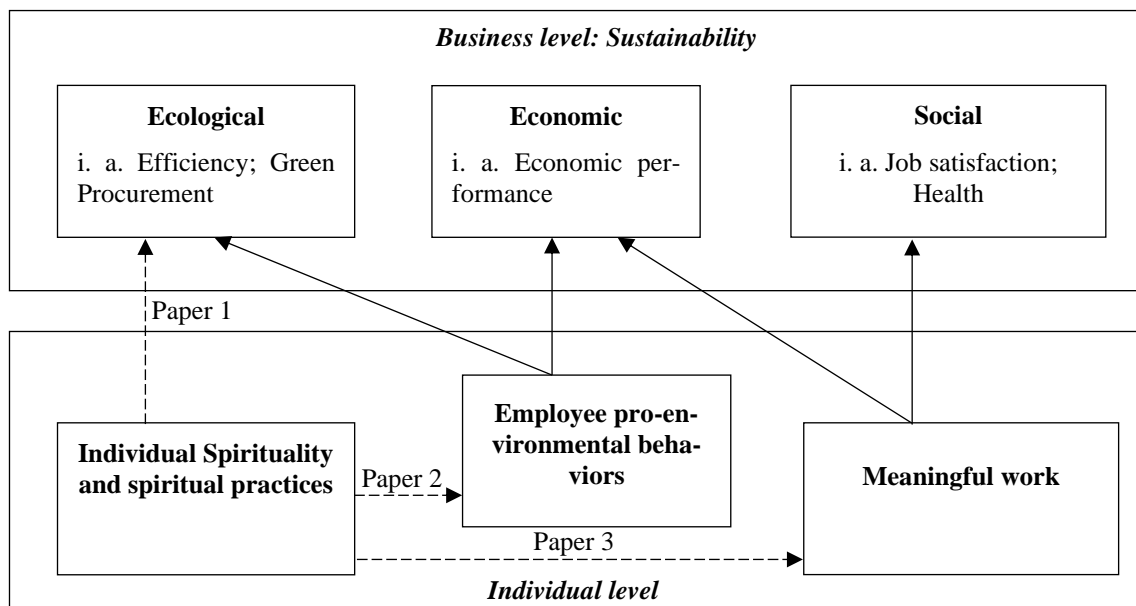 Business level: Sustainability
Ecological
i. a. Efficiency; Green
Procurement
Economic
i. a. Economic per-
formance
Social
i. a. Job satisfaction;
Health
Paper 1
Individual Spirituality
and spiritual practices
Paper 2
Employee pro-en-
vironmental beha-
viors
Meaningful work
Paper 3
Individual level